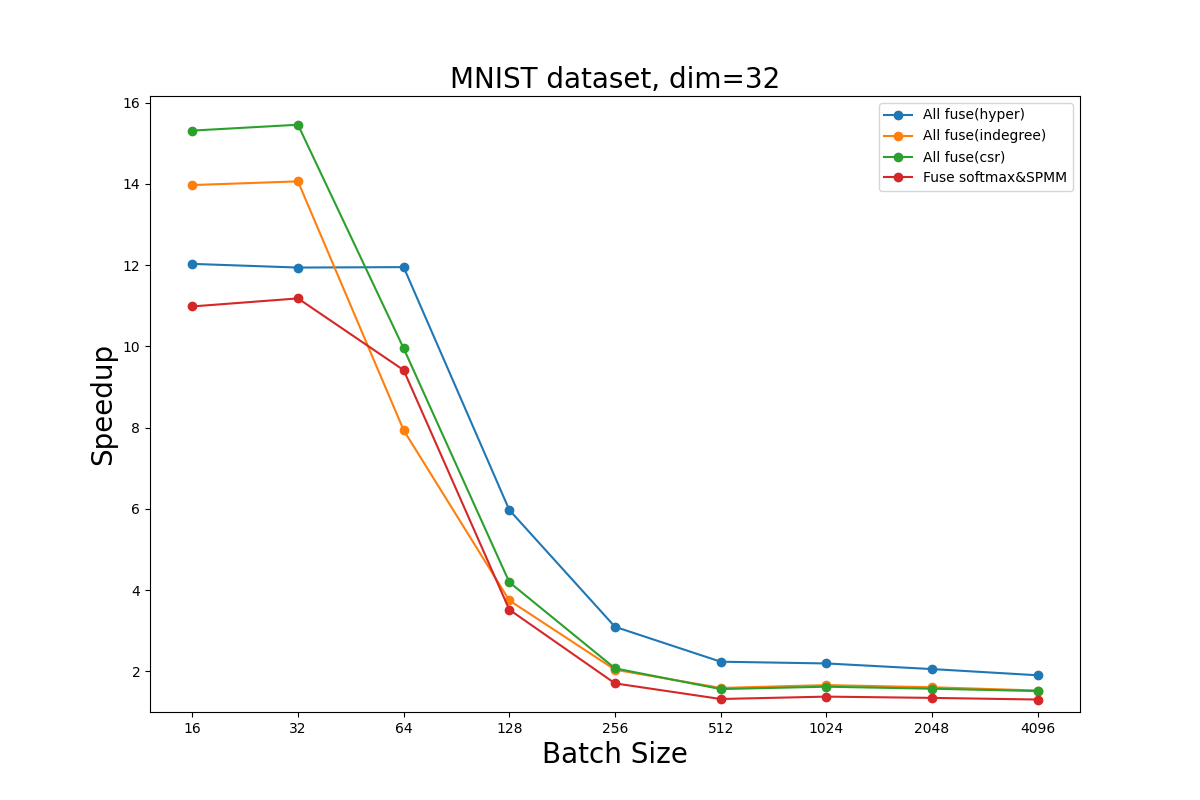 MNIST dataset, dim=32
16
14
12
10
8
6
4
2
Speedup
All fuse(hyper)
All fuse(indegree)
All fuse(csr)
Fuse softmax&SPMM
16 32 64 128 256 512 1024 2048 4096
Batch Size